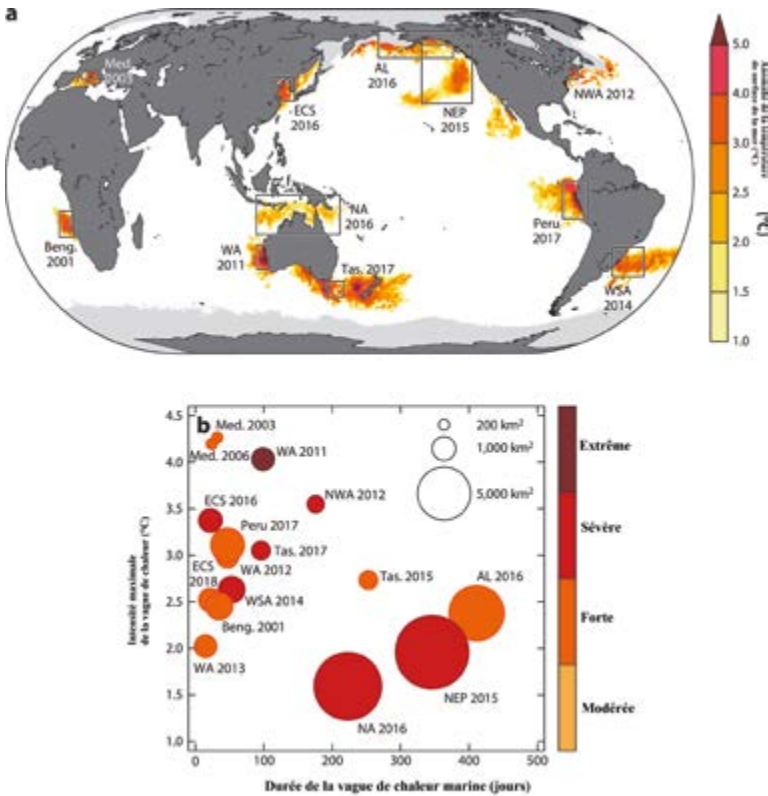 a
Med.
2003
ECS
2016
AL
2016
NEP
2015
NWA 2012
Beng.
2001
NA
2016
WA
2011
Tas. 2017
Peru
2017
WSA
2014
de surface de la mer (°C)
5.0
4.0
3.0
2.5
2.0
1.5
1.0
(°C)
b
Intensité maximale
de la vague de chaleur (°C)
4.5
4.0
3.5
3.0
2.5
2.0
1.5
1.0
Med. 2003
Med. 2006
WA 2011
ECS 2016
NWA 2012
Peru 2017
Tas. 2017
ECS
2018
WA 2012
WSA 2014
Tas. 2015
AL 2016
Beng. 2001
WA 2013
NEP 2015
NA 2016
200 km²
1,000 km²
5,000 km²
Extrême
Sévère
Forte
Modérée
0 100 200 300 400 500
Durée de la vague de chaleur marine (jours)